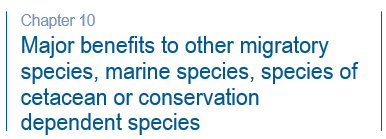 Chapter 10
Major benefits to other migratory
species, marine species, species of
cetacean or conservation
dependent species